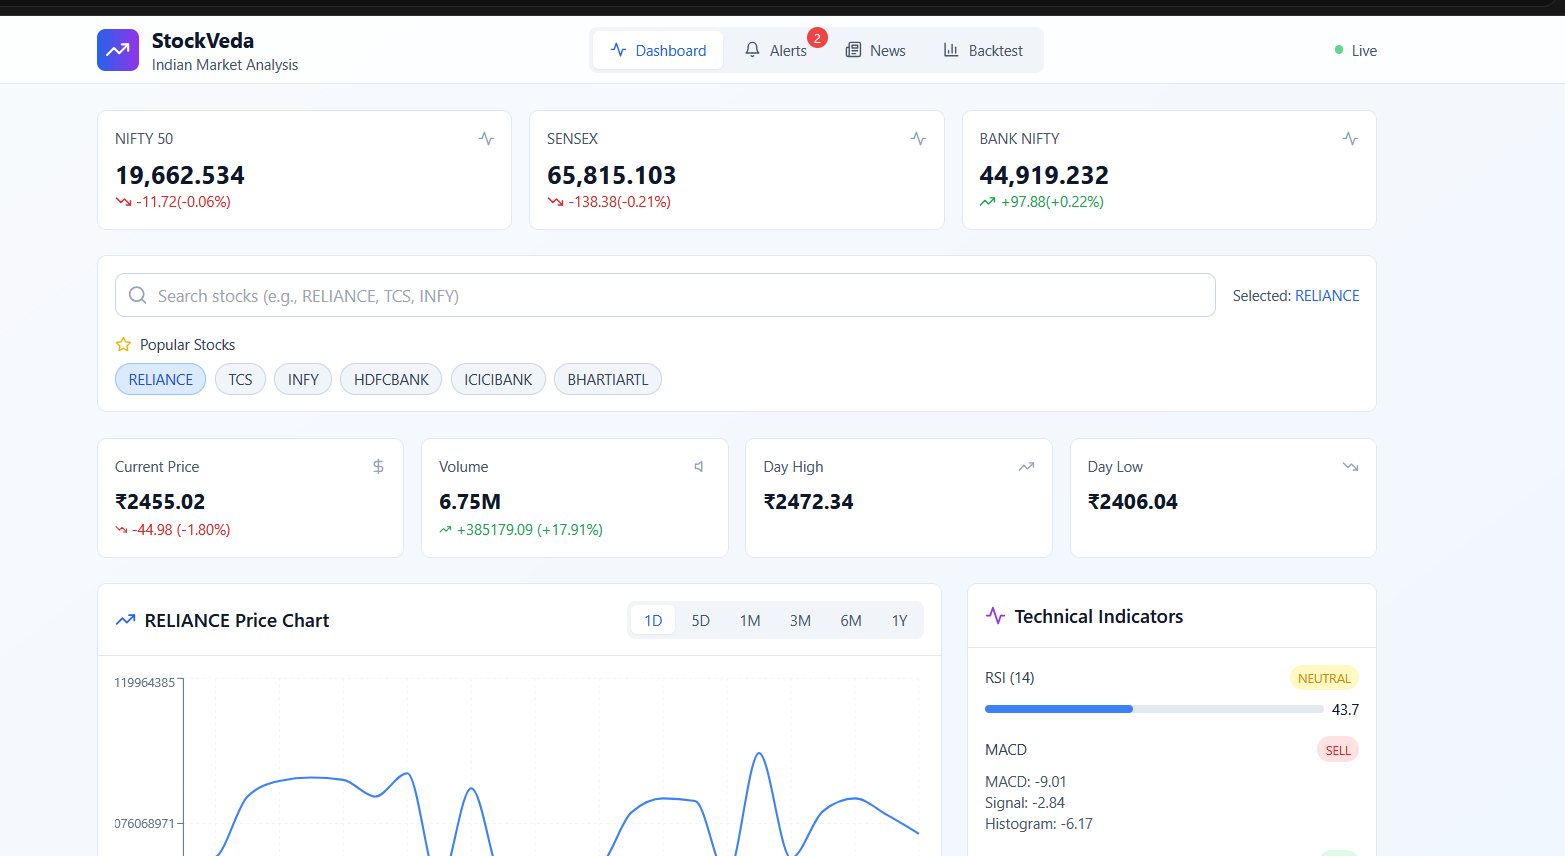 StockVeda
Indian Market Analysis
Dashboard
Alerts
2
News
Backtest
Live
NIFTY 50
19,662.534
-11.72(-0.06%)
SENSEX
65,815.103
-138.38(-0.21%)
BANK NIFTY
44,919.232
+97.88(+0.22%)
Search stocks (e.g., RELIANCE, TCS, INFY)
Selected: RELIANCE
Popular Stocks
RELIANCE
TCS
INFY
HDFCBANK
ICICIBANK
BHARTIARTL
Current Price
$
₹2455.02
-44.98 (-1.80%)
Volume
6.75M
+385179.09 (+17.91%)
Day High
₹2472.34
Day Low
₹2406.04
RELIANCE Price Chart
1D
5D
1M
3M
6M
1Y
119964385
076068971
Technical Indicators
RSI (14)
NEUTRAL
43.7
MACD
SELL
MACD: -9.01
Signal: -2.84
Histogram: -6.17